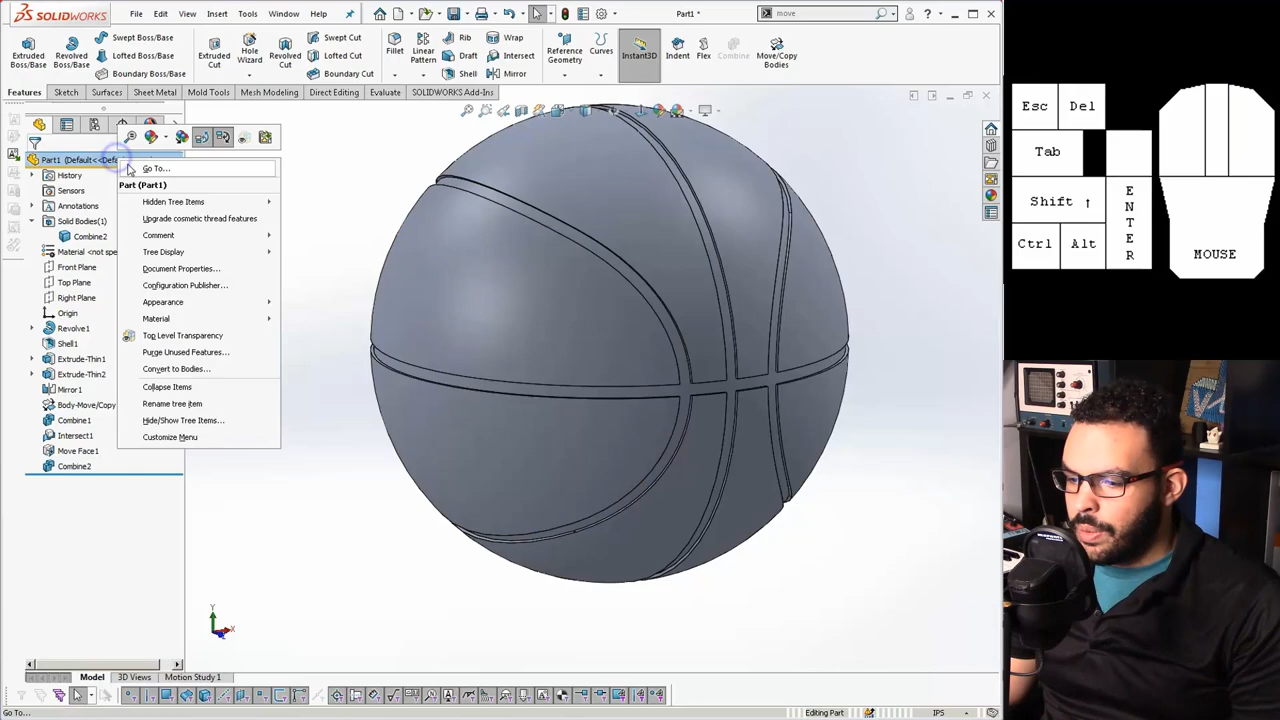 SOLIDWORKS File Edit View Insert Tools Window Help Part1 * move
Extruded Boss/Base
Revolved Boss/Base
Swept Boss/Base
Lofted Boss/Base
Boundary Boss/Base
Extruded Cut
Hole Wizard
Revolved Cut
Swept Cut
Lofted Cut
Boundary Cut
Fillet
Linear Pattern
Rib
Draft
Shell
Wrap
Intersect
Mirror
Reference Geometry
Curves
Instant3D
Indent
Flex
Combine
Move/Copy Bodies
Features Sketch Surfaces Sheet Metal Mold Tools Mesh Modeling Direct Editing Evaluate SOLIDWORKS Add-Ins
Part1 (Default<<Defa
History
Sensors
Annotations
Solid Bodies(1)
Combine2
Material <not spe
Front Plane
Top Plane
Right Plane
Origin
Revolve1
Shell1
Extrude-Thin1
Extrude-Thin2
Mirror1
Body-Move/Copy
Combine1
Intersect1
Move Face1
Combine2
Go To...
Part (Part1)
Hidden Tree Items
Upgrade cosmetic thread features
Comment
Tree Display
Document Properties...
Configuration Publisher...
Appearance
Material
Top Level Transparency
Purge Unused Features...
Convert to Bodies...
Collapse Items
Rename tree item
Hide/Show Tree Items...
Customize Menu
Y
X
Z
Model 3D Views Motion Study 1
Go To... Editing Part IPS
Esc Del
Tab
Shift ↑
Ctrl Alt
ENTER
MOUSE